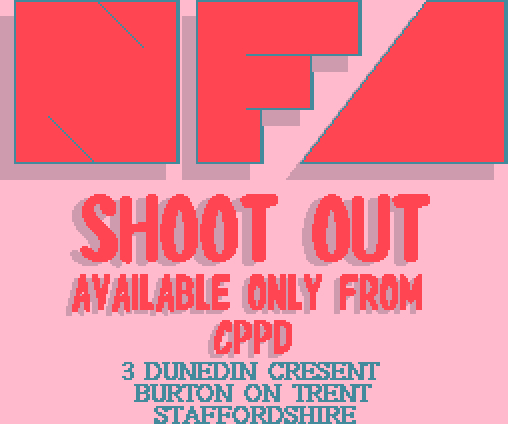 NFA
SHOOT OUT
AVAILABLE ONLY FROM
CPPD
3 DUNEDIN CRESENT
BURTON ON TRENT
STAFFORDSHIRE